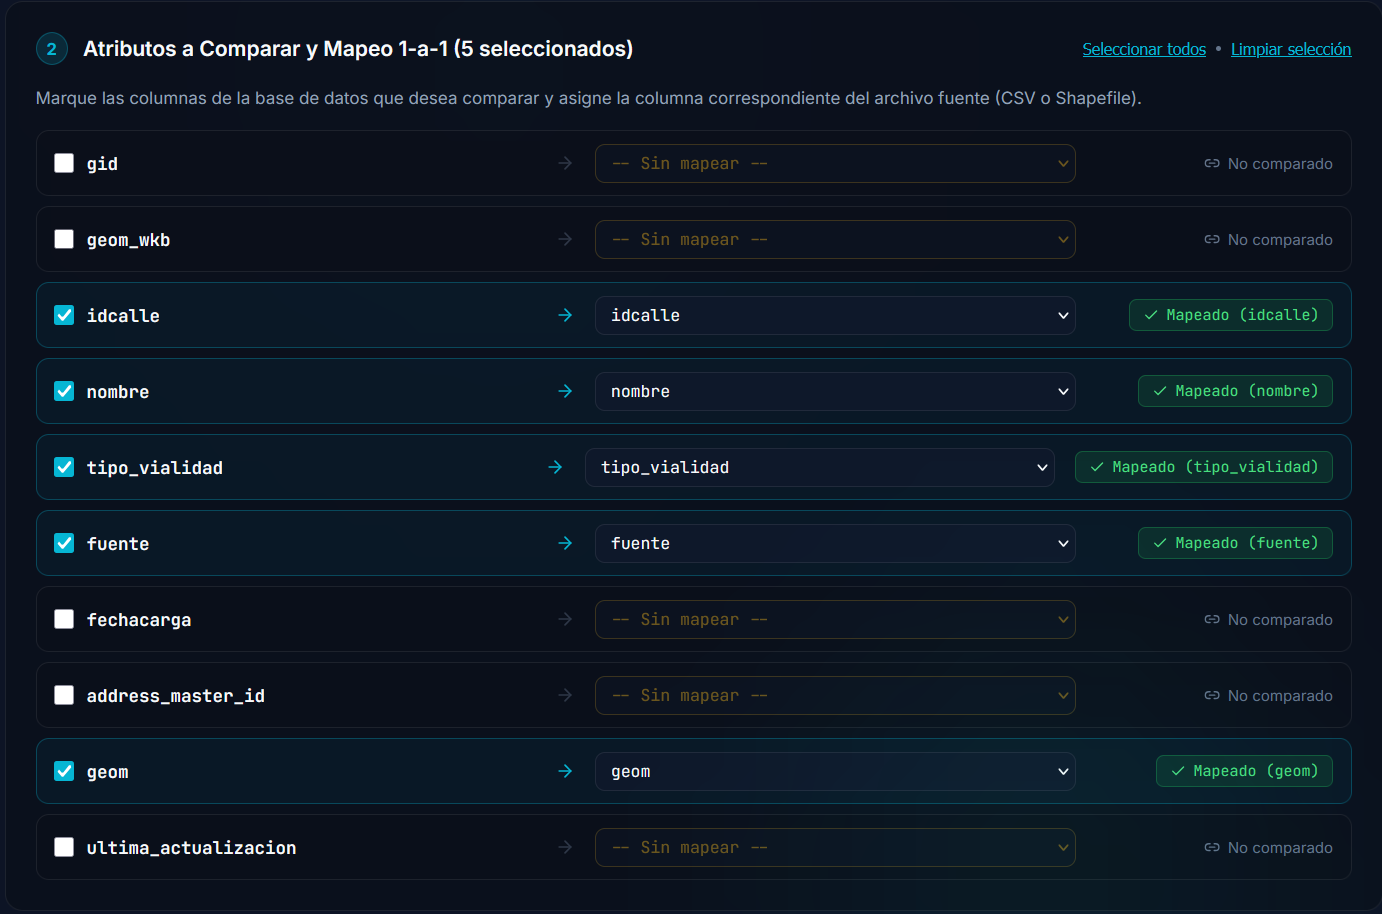 2 Atributos a Comparar y Mapeo 1-a-1 (5 seleccionados) Seleccionar todos • Limpiar selección
Marque las columnas de la base de datos que desea comparar y asigne la columna correspondiente del archivo fuente (CSV o Shapefile).
gid → -- Sin mapear -- No comparado
geom_wkb → -- Sin mapear -- No comparado
idcalle → idcalle ✓ Mapeado (idcalle)
nombre → nombre ✓ Mapeado (nombre)
tipo_vialidad → tipo_vialidad ✓ Mapeado (tipo_vialidad)
fuente → fuente ✓ Mapeado (fuente)
fechacarga → -- Sin mapear -- No comparado
address_master_id → -- Sin mapear -- No comparado
geom → geom ✓ Mapeado (geom)
ultima_actualizacion → -- Sin mapear -- No comparado